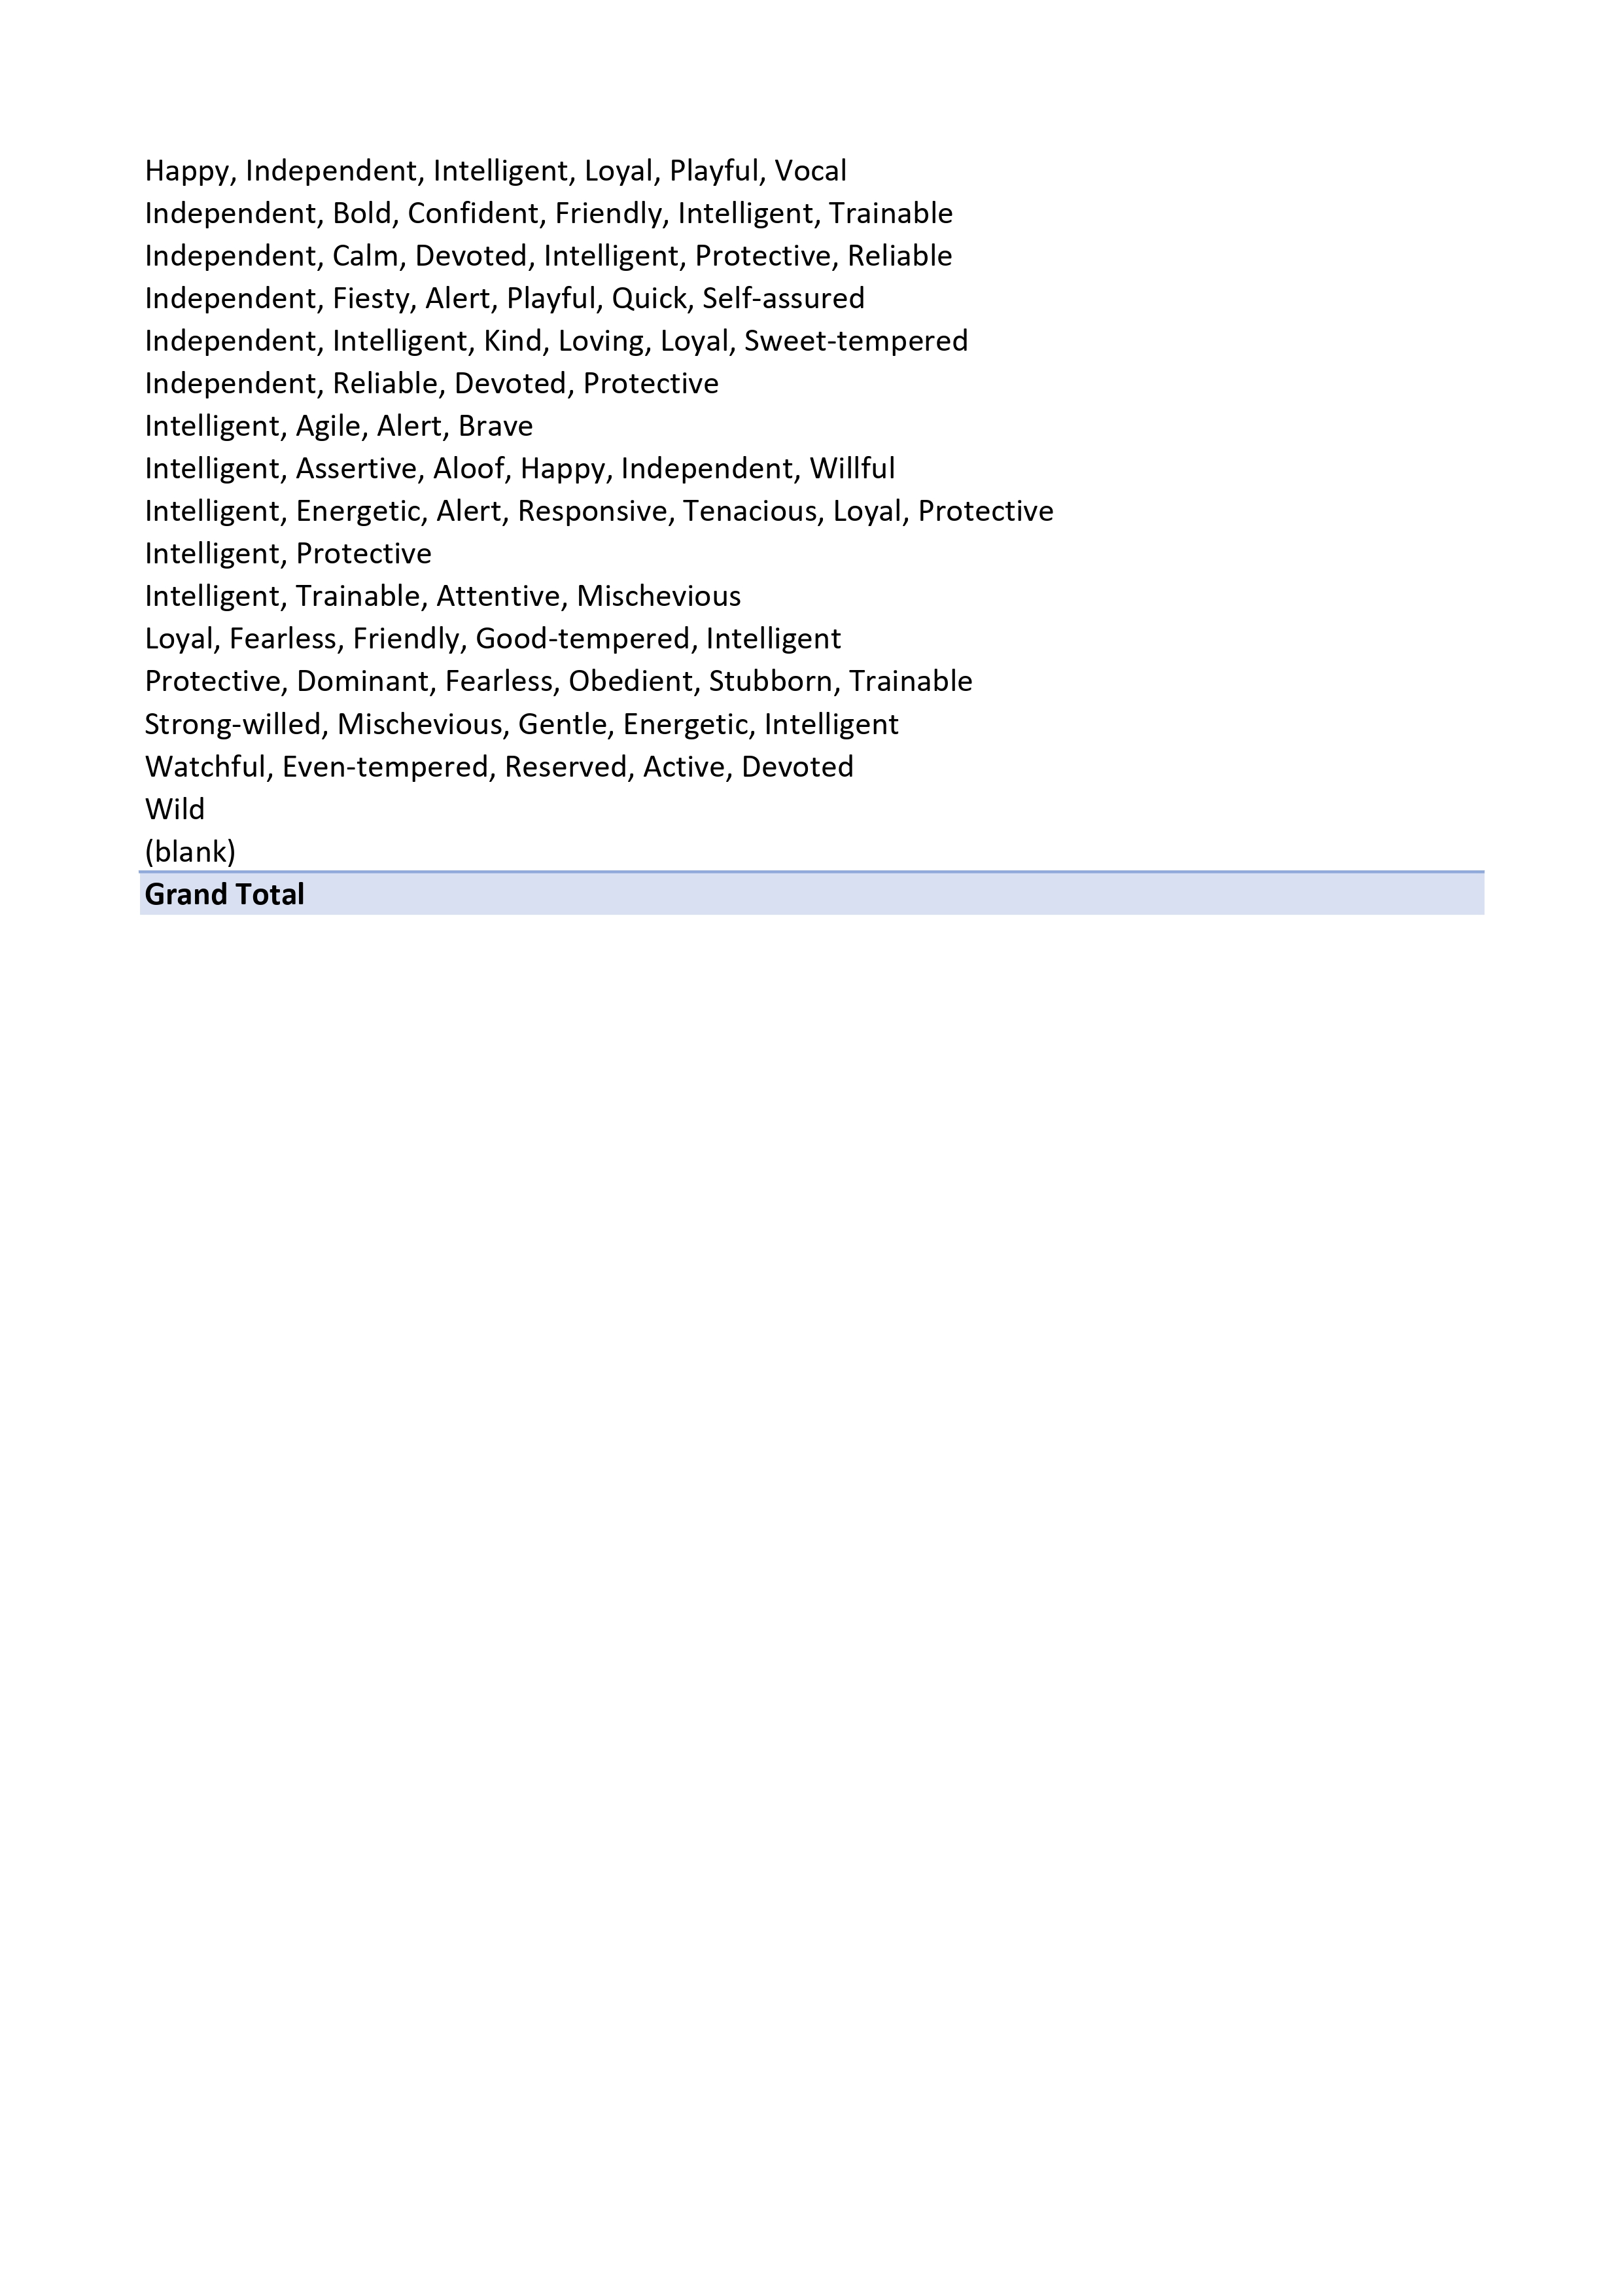 Happy, Independent, Intelligent, Loyal, Playful, Vocal
Independent, Bold, Confident, Friendly, Intelligent, Trainable
Independent, Calm, Devoted, Intelligent, Protective, Reliable
Independent, Fiesty, Alert, Playful, Quick, Self-assured
Independent, Intelligent, Kind, Loving, Loyal, Sweet-tempered
Independent, Reliable, Devoted, Protective
Intelligent, Agile, Alert, Brave
Intelligent, Assertive, Aloof, Happy, Independent, Willful
Intelligent, Energetic, Alert, Responsive, Tenacious, Loyal, Protective
Intelligent, Protective
Intelligent, Trainable, Attentive, Mischevious
Loyal, Fearless, Friendly, Good-tempered, Intelligent
Protective, Dominant, Fearless, Obedient, Stubborn, Trainable
Strong-willed, Mischevious, Gentle, Energetic, Intelligent
Watchful, Even-tempered, Reserved, Active, Devoted
Wild
(blank)
Grand Total